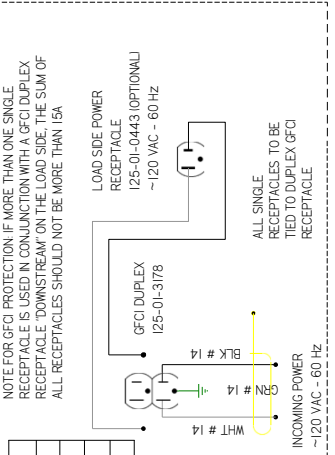 NOTE FOR GFCI PROTECTION: IF MORE THAN ONE SINGLE
RECEPTACLE IS USED IN CONJUNCTION WITH A GFCI DUPLEX
RECEPTACLE "DOWNSTREAM" ON THE LOAD SIDE, THE SUM OF
ALL RECEPTACLES SHOULD NOT BE MORE THAN 15A
LOAD SIDE POWER
RECEPTACLE
125-01-0443 (OPTIONAL)
~120 VAC - 60 Hz
GFCI DUPLEX
125-01-3178
ALL SINGLE
RECEPTACLES TO BE
TIED TO DUPLEX GFCI
RECEPTACLE
WHT # 14
GRN # 14
BLK # 14
INCOMING POWER
~120 VAC - 60 Hz